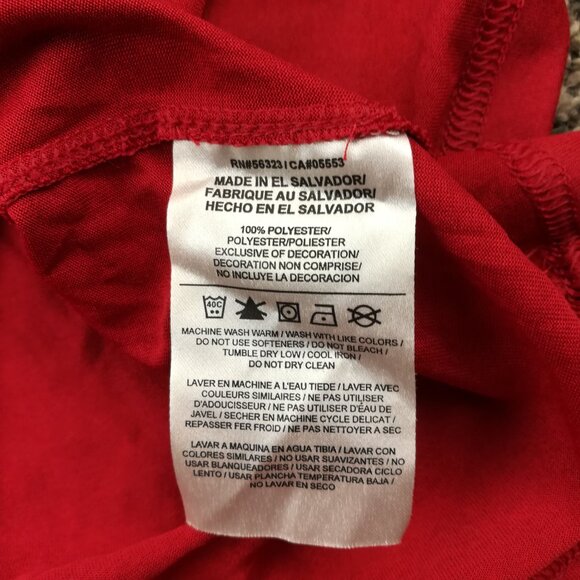 RN#56323 / CA#05553
MADE IN EL SALVADOR/
FABRIQUE AU SALVADOR/
HECHO EN EL SALVADOR
100% POLYESTER/
POLYESTER/POLIESTER
EXCLUSIVE OF DECORATION/
DECORATION NON COMPRISE/
NO INCLUYE LA DECORACION
40C
MACHINE WASH WARM / WASH WITH LIKE COLORS /
DO NOT USE SOFTENERS / DO NOT BLEACH /
TUMBLE DRY LOW / COOL IRON /
DO NOT DRY CLEAN
LAVER EN MACHINE A L'EAU TIEDE / LAVER AVEC
COULEURS SIMILAIRES / NE PAS UTILISER
D'ADOUCISSEUR / NE PAS UTILISER D'EAU DE
JAVEL / SECHER EN MACHINE CYCLE DELICAT /
REPASSER FER FROID / NE PAS NETTOYER A SEC
LAVAR A MAQUINA EN AGUA TIBIA / LAVAR CON
COLORES SIMILARES / NO USAR SUAVIZANTES / NO
USAR BLANQUEADORES / USAR SECADORA CICLO
LENTO / USAR PLANCHA TEMPERATURA BAJA /
NO LAVAR EN SECO